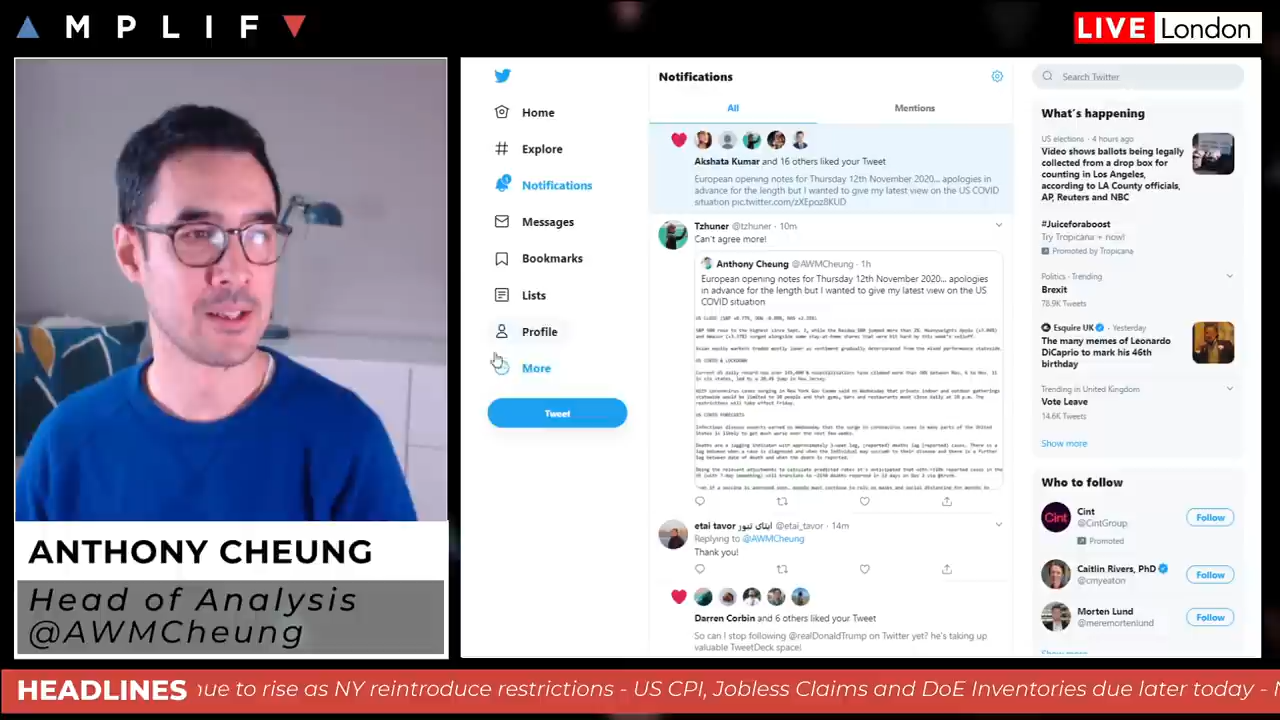 AMPLIFY
LIVE London
ANTHONY CHEUNG
Head of Analysis
@AWMCheung
Home
Explore
Notifications
Messages
Bookmarks
Lists
Profile
More
Tweet
Notifications
All
Mentions
Akshata Kumar and 16 others liked your Tweet
European opening notes for Thursday 12th November 2020... apologies in
advance for the length but I wanted to give my latest view on the US COVID
situation pic.twitter.com/zXEpoz8KUD
Tzhuner @tzhuner · 10m
Can't agree more!
Anthony Cheung @AWMCheung · 1h
European opening notes for Thursday 12th November 2020... apologies
in advance for the length but I wanted to give my latest view on the US
COVID situation
US COVID & LOCKDOWN
US COVID FORECASTS
etai tavor איתי תבור @etai_tavor · 14m
Replying to @AWMCheung
Thank you!
Darren Corbin and 6 others liked your Tweet
So can I stop following @realDonaldTrump on Twitter yet? he's taking up
valuable TweetDeck space!
Search Twitter
What's happening
US elections · 4 hours ago
Video shows ballots being legally
collected from a drop box for
counting in Los Angeles,
according to LA County officials,
AP, Reuters and NBC
#Juiceforaboost
Try Tropicana + now!
Promoted by Tropicana
Politics · Trending
Brexit
78.9K Tweets
Esquire UK · Yesterday
The many memes of Leonardo
DiCaprio to mark his 46th
birthday
Trending in United Kingdom
Vote Leave
14.6K Tweets
Show more
Who to follow
Cint
@CintGroup
Follow
Promoted
Caitlin Rivers, PhD
@cmyeaton
Follow
Morten Lund
@meremortenlund
Follow
Show more
HEADLINES
nue to rise as NY reintroduce restrictions - US CPI, Jobless Claims and DoE Inventories due later today - N